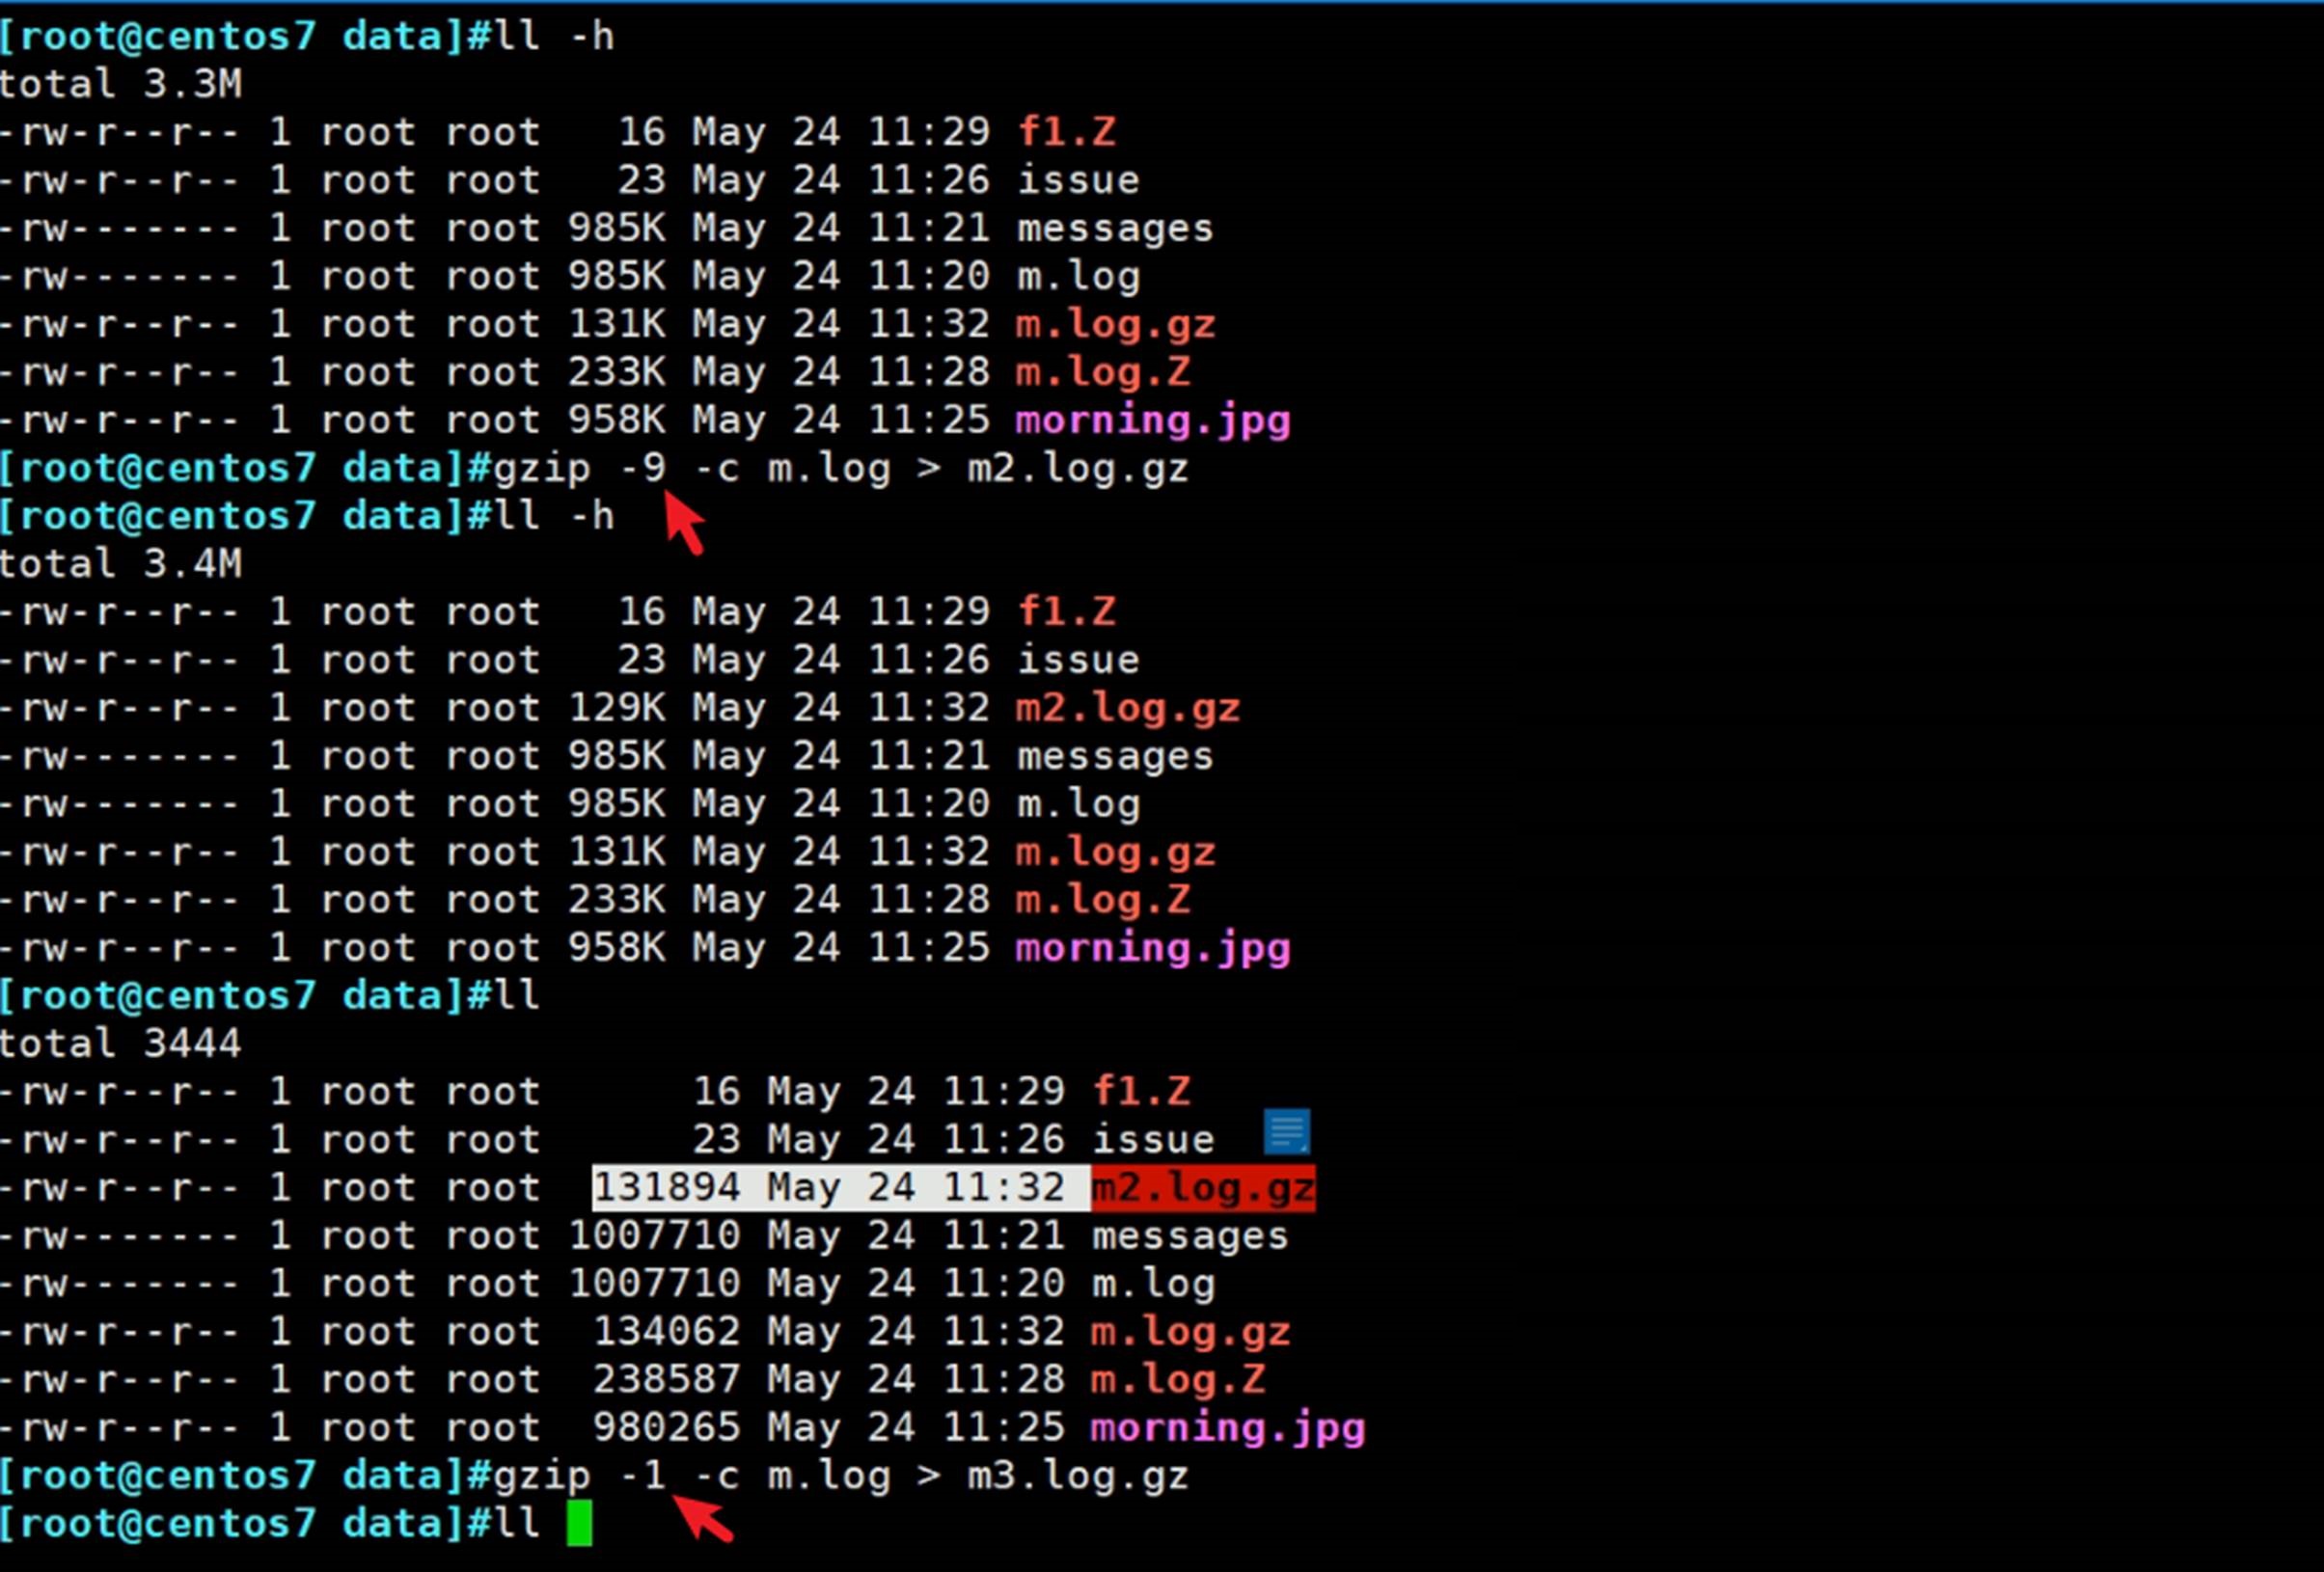 [root@centos7 data]#ll -h
total 3.3M
-rw-r--r-- 1 root root   16 May 24 11:29 f1.Z
-rw-r--r-- 1 root root   23 May 24 11:26 issue
-rw------- 1 root root 985K May 24 11:21 messages
-rw------- 1 root root 985K May 24 11:20 m.log
-rw-r--r-- 1 root root 131K May 24 11:32 m.log.gz
-rw-r--r-- 1 root root 233K May 24 11:28 m.log.Z
-rw-r--r-- 1 root root 958K May 24 11:25 morning.jpg
[root@centos7 data]#gzip -9 -c m.log > m2.log.gz
[root@centos7 data]#ll -h
total 3.4M
-rw-r--r-- 1 root root   16 May 24 11:29 f1.Z
-rw-r--r-- 1 root root   23 May 24 11:26 issue
-rw-r--r-- 1 root root 129K May 24 11:32 m2.log.gz
-rw------- 1 root root 985K May 24 11:21 messages
-rw------- 1 root root 985K May 24 11:20 m.log
-rw-r--r-- 1 root root 131K May 24 11:32 m.log.gz
-rw-r--r-- 1 root root 233K May 24 11:28 m.log.Z
-rw-r--r-- 1 root root 958K May 24 11:25 morning.jpg
[root@centos7 data]#ll
total 3444
-rw-r--r-- 1 root root      16 May 24 11:29 f1.Z
-rw-r--r-- 1 root root      23 May 24 11:26 issue
-rw-r--r-- 1 root root  131894 May 24 11:32 m2.log.gz
-rw------- 1 root root 1007710 May 24 11:21 messages
-rw------- 1 root root 1007710 May 24 11:20 m.log
-rw-r--r-- 1 root root  134062 May 24 11:32 m.log.gz
-rw-r--r-- 1 root root  238587 May 24 11:28 m.log.Z
-rw-r--r-- 1 root root  980265 May 24 11:25 morning.jpg
[root@centos7 data]#gzip -1 -c m.log > m3.log.gz
[root@centos7 data]#ll